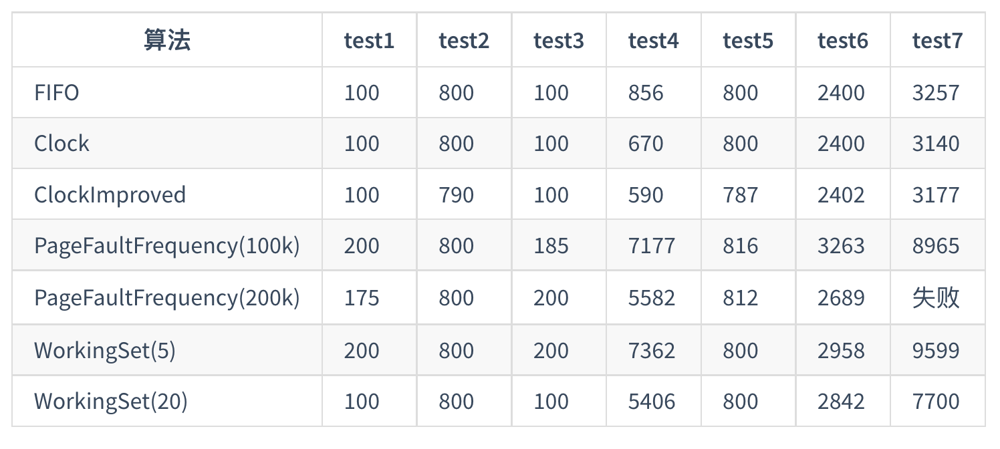 算法 test1 test2 test3 test4 test5 test6 test7
FIFO 100 800 100 856 800 2400 3257
Clock 100 800 100 670 800 2400 3140
ClockImproved 100 790 100 590 787 2402 3177
PageFaultFrequency(100k) 200 800 185 7177 816 3263 8965
PageFaultFrequency(200k) 175 800 200 5582 812 2689 失败
WorkingSet(5) 200 800 200 7362 800 2958 9599
WorkingSet(20) 100 800 100 5406 800 2842 7700